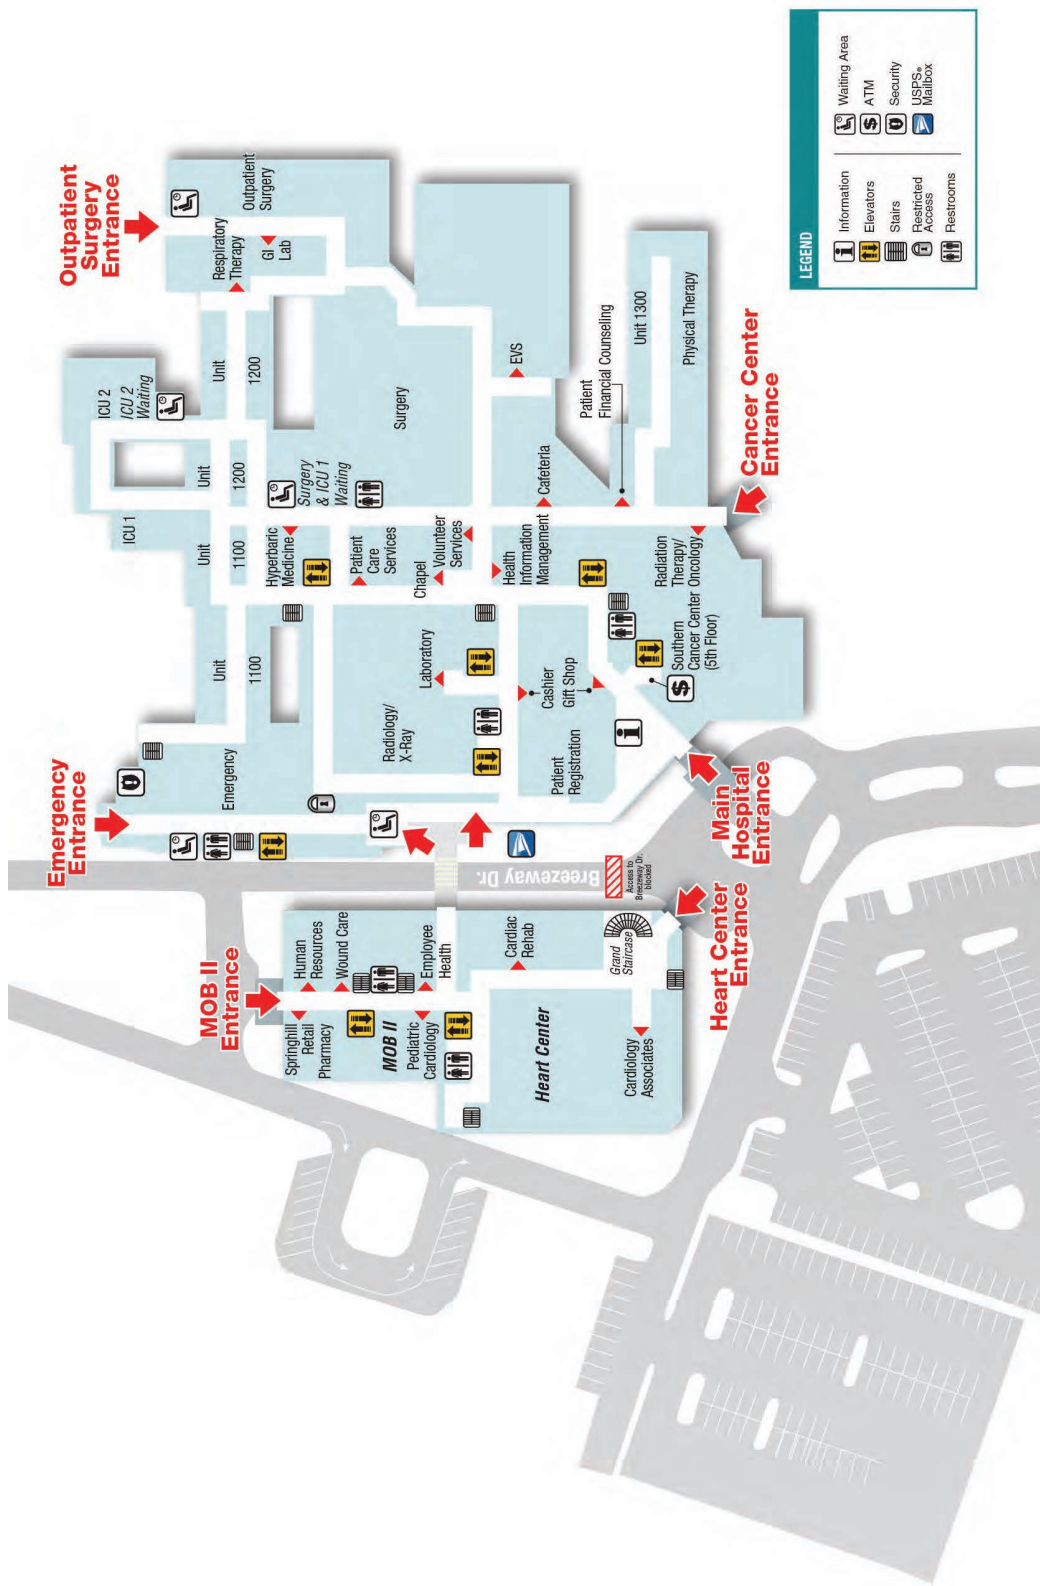 Outpatient
Surgery
Entrance
Emergency
Entrance
MOB II
Entrance
Outpatient
Surgery
Respiratory
Therapy
GI
Lab
ICU 2
ICU 2
Waiting
Unit
1200
ICU 1
Unit
1200
Surgery
Surgery
& ICU 1
Waiting
Unit
1100
Hyperbaric
Medicine
Patient
Care
Services
Chapel
Volunteer
Services
Health
Information
Management
Cafeteria
EVS
Patient
Financial Counseling
Unit 1300
Physical Therapy
Cancer Center
Entrance
Radiation
Therapy/
Oncology
Southern
Cancer Center
(5th Floor)
Unit
1100
Emergency
Radiology/
X-Ray
Laboratory
Cashier
Gift Shop
Patient
Registration
Main
Hospital
Entrance
Breezeway Dr.
Access to
Breezeway Dr.
blocked
Human
Resources
Wound Care
Employee
Health
Springhill
Retail
Pharmacy
MOB II
Pediatric
Cardiology
Cardiac
Rehab
Grand
Staircase
Heart Center
Cardiology
Associates
Heart Center
Entrance
LEGEND
Information
Elevators
Stairs
Restricted
Access
Restrooms
Waiting Area
$ ATM
Security
USPS®
Mailbox